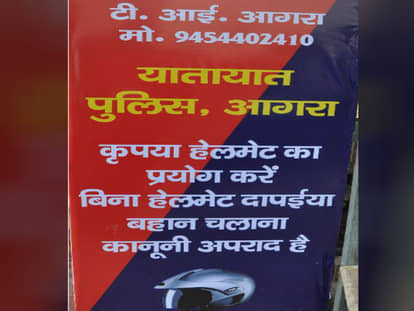 टी. आई. आगरा
मो. 9454402410
यातायात
पुलिस, आगरा
कृपया हेलमेट का
प्रयोग करें
बिना हेलमेट दापईया
बहान चलाना
कानूनी अपराद है